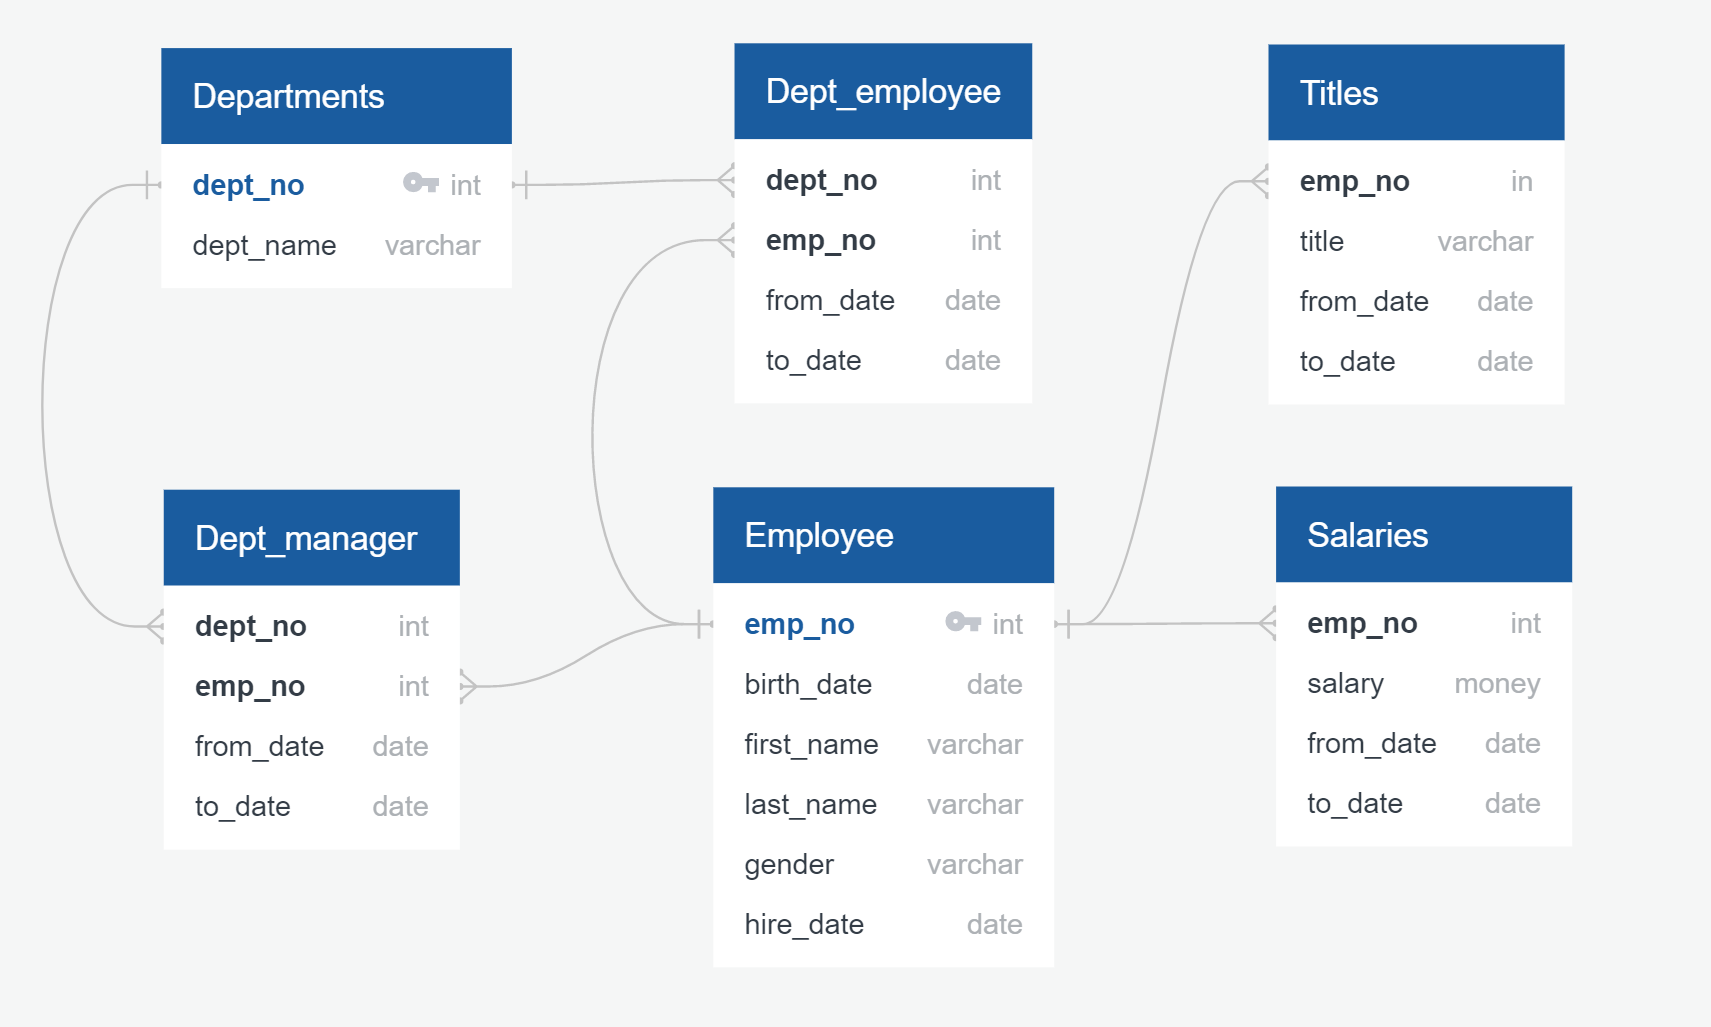 Departments
dept_no int
dept_name varchar
Dept_employee
dept_no int
emp_no int
from_date date
to_date date
Titles
emp_no in
title varchar
from_date date
to_date date
Dept_manager
dept_no int
emp_no int
from_date date
to_date date
Employee
emp_no int
birth_date date
first_name varchar
last_name varchar
gender varchar
hire_date date
Salaries
emp_no int
salary money
from_date date
to_date date